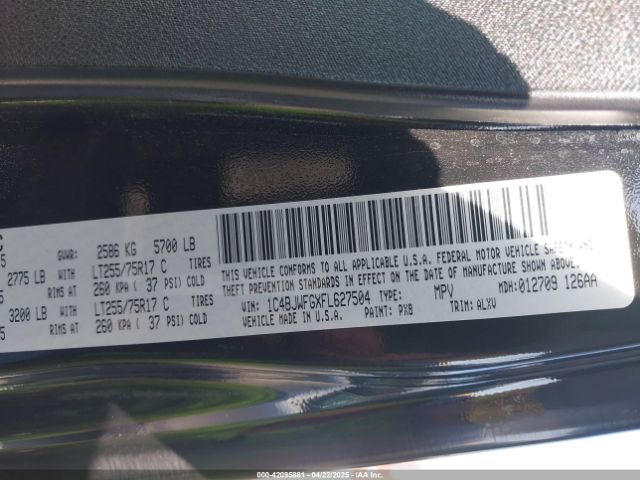 GVWR: 2586 KG 5700 LB
2775 LB WITH LT255/75R17 C TIRES
RIMS AT 260 KPA ( 37 PSI) COLD
3200 LB WITH LT255/75R17 C TIRES
RIMS AT 260 KPA ( 37 PSI) COLD
THIS VEHICLE CONFORMS TO ALL APPLICABLE U.S.A. FEDERAL MOTOR VEHICLE SAFETY, BUMPER AND
THEFT PREVENTION STANDARDS IN EFFECT ON THE DATE OF MANUFACTURE SHOWN ABOVE.
VIN: 1C4BJWFGXFL627504 TYPE: MPV MDH: 012709 126AA
VEHICLE MADE IN U.S.A. PAINT: PX8 TRIM: ALXV
© IAA - 42095881 - 04/22/2025 - IAA Inc.